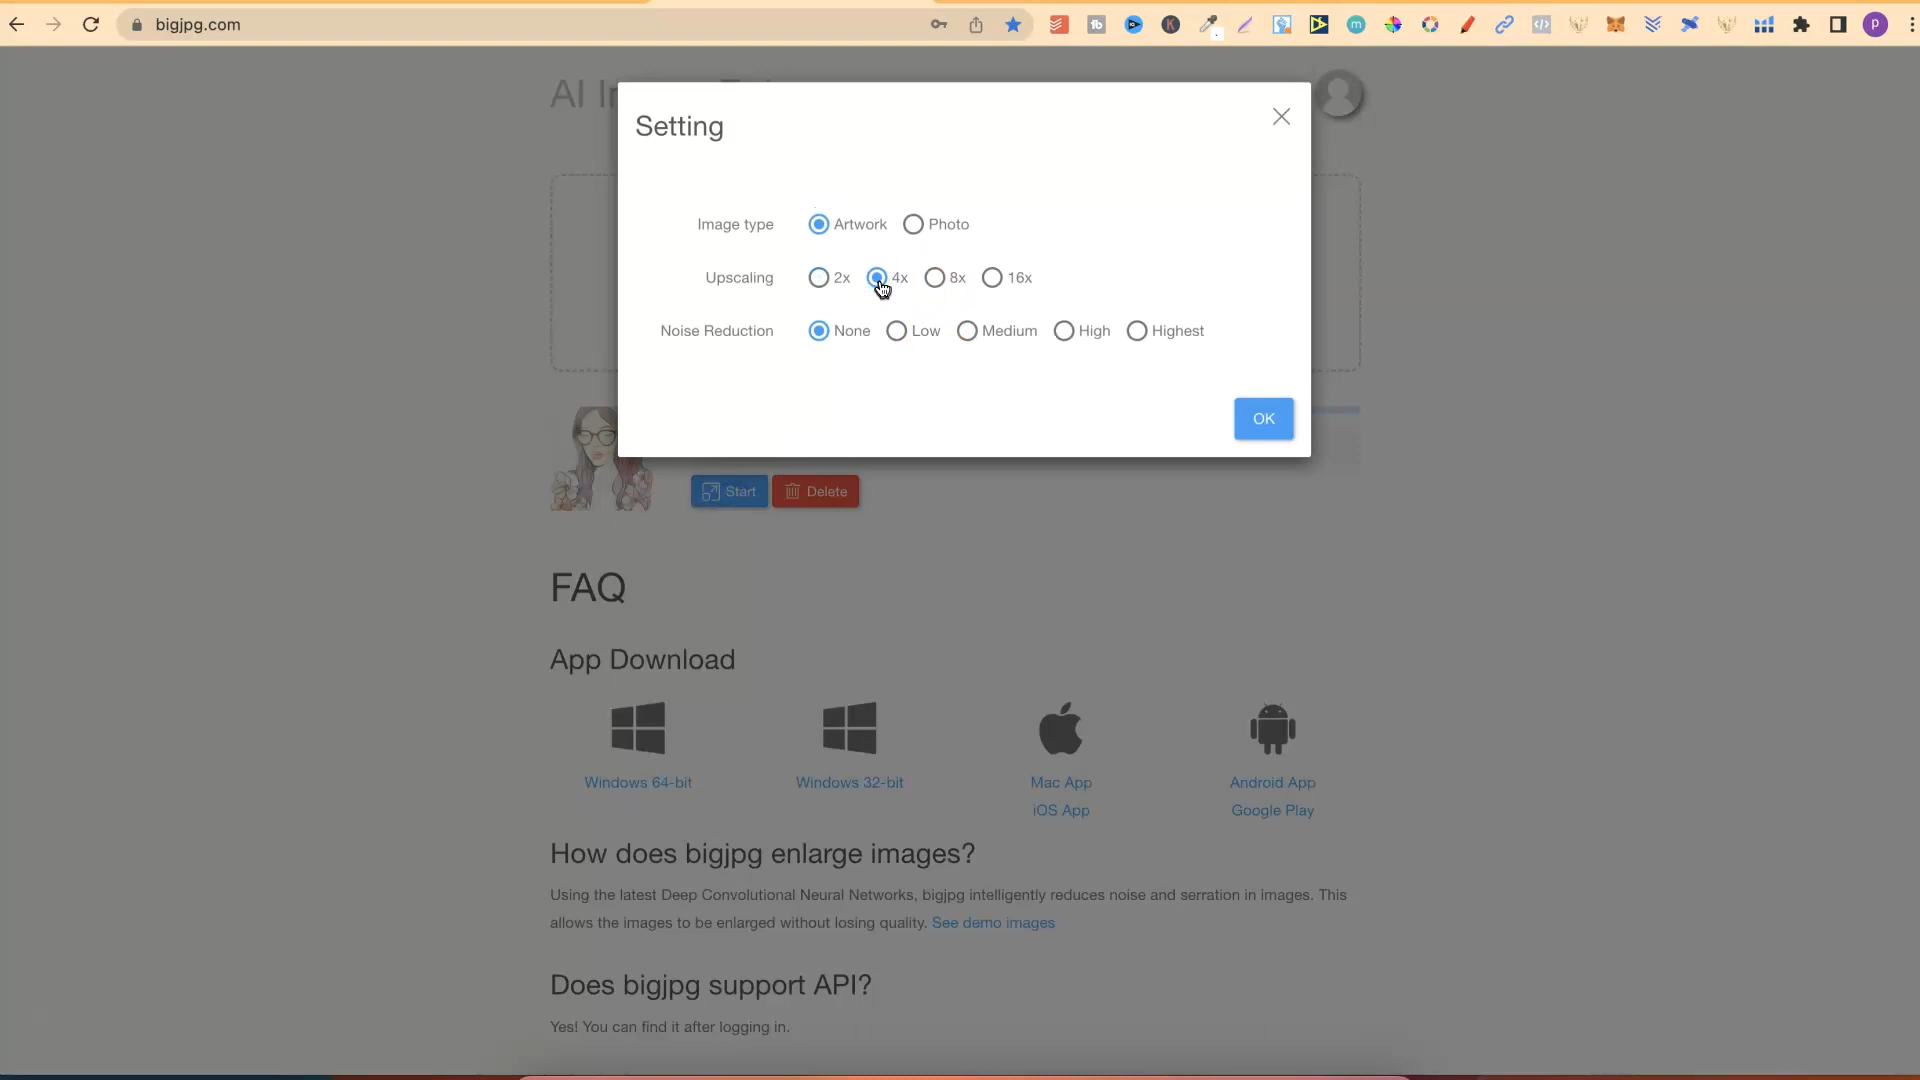 bigjpg.com
Setting
Image type Artwork Photo
Upscaling 2x 4x 8x 16x
Noise Reduction None Low Medium High Highest
OK
Start Delete
FAQ
App Download
Windows 64-bit Windows 32-bit Mac App Android App
iOS App Google Play
How does bigjpg enlarge images?
Using the latest Deep Convolutional Neural Networks, bigjpg intelligently reduces noise and serration in images. This
allows the images to be enlarged without losing quality. See demo images
Does bigjpg support API?
Yes! You can find it after logging in.